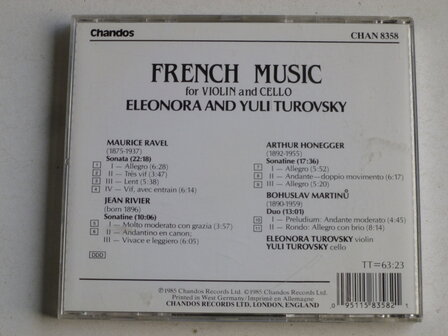 Chandos
CHAN 8358
FRENCH MUSIC
for VIOLIN and CELLO
ELEONORA AND YULI TUROVSKY
MAURICE RAVEL
(1875-1937)
Sonata (22:18)
1 I — Allegro (6:28)
2 II — Très vif (3:47)
3 III — Lent (5:38)
4 IV — Vif, avec entrain (6:14)
JEAN RIVIER
(born 1896)
Sonatine (10:06)
5 I — Molto moderato con grazia (3:57)
6 II — Andantino en canon;
III — Vivace e leggiero (6:05)
DDD
ARTHUR HONEGGER
(1892-1955)
Sonatine (17:36)
7 I — Allegro (5:52)
8 II — Andante—doppio movimento (6:17)
9 III — Allegro (5:20)
BOHUSLAV MARTINŮ
(1890-1959)
Duo (13:01)
10 I — Preludium: Andante moderato (4:45)
11 II — Rondo: Allegro con brio (8:14)
ELEONORA TUROVSKY violin
YULI TUROVSKY cello
TT=63:23
℗1985 Chandos Records Ltd. ©1985 Chandos Records Ltd.
Printed in West Germany/Imprimé en Allemagne
CHANDOS RECORDS LTD. LONDON, ENGLAND
0 95115 83582 1